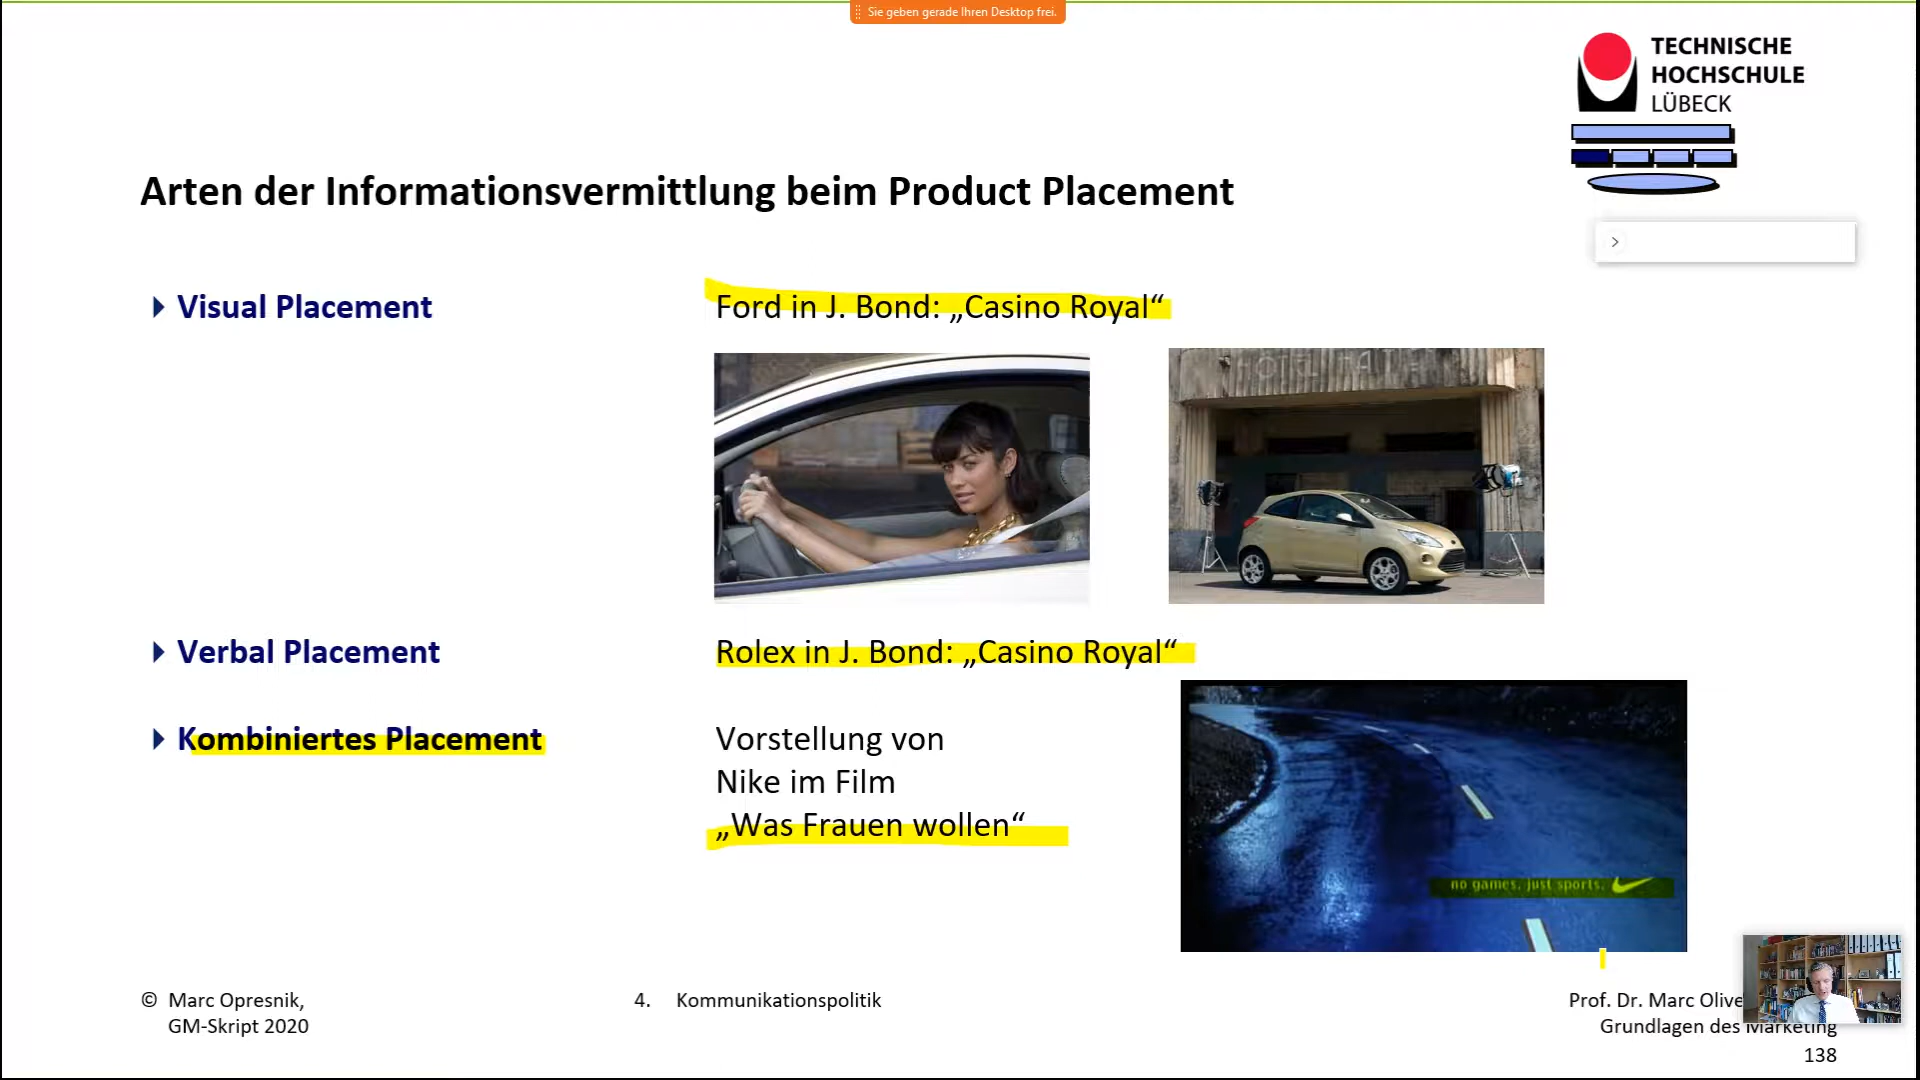 Sie geben gerade Ihren Desktop frei.
TECHNISCHE
HOCHSCHULE
LÜBECK
Arten der Informationsvermittlung beim Product Placement
Visual Placement
Ford in J. Bond: „Casino Royal“
Verbal Placement
Rolex in J. Bond: „Casino Royal“
Kombiniertes Placement
Vorstellung von
Nike im Film
„Was Frauen wollen“
no games. just sports.
© Marc Opresnik,
GM-Skript 2020
4. Kommunikationspolitik
Prof. Dr. Marc
Grundlagen des Marketing
138